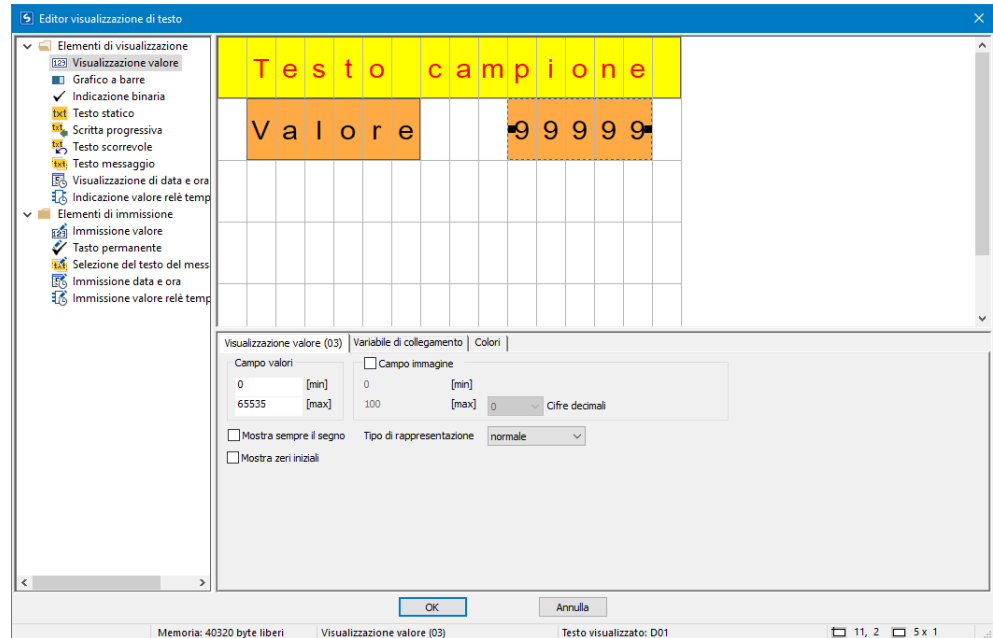 Editor visualizzazione di testo
Elementi di visualizzazione
Visualizzazione valore
Grafico a barre
Indicazione binaria
Testo statico
Scritta progressiva
Testo scorrevole
Testo messaggio
Visualizzazione di data e ora
Indicazione valore relè temp
Elementi di immissione
Immissione valore
Tasto permanente
Selezione del testo del mess
Immissione data e ora
Immissione valore relè temp
Testo campione
Valore 99999
Visualizzazione valore (03) Variabile di collegamento Colori
Campo valori Campo immagine
0 [min] 0 [min]
65535 [max] 100 [max] 0 Cifre decimali
Mostra sempre il segno Tipo di rappresentazione normale
Mostra zeri iniziali
OK Annulla
Memoria: 40320 byte liberi Visualizzazione valore (03) Testo visualizzato: D01 11, 2 5 x 1